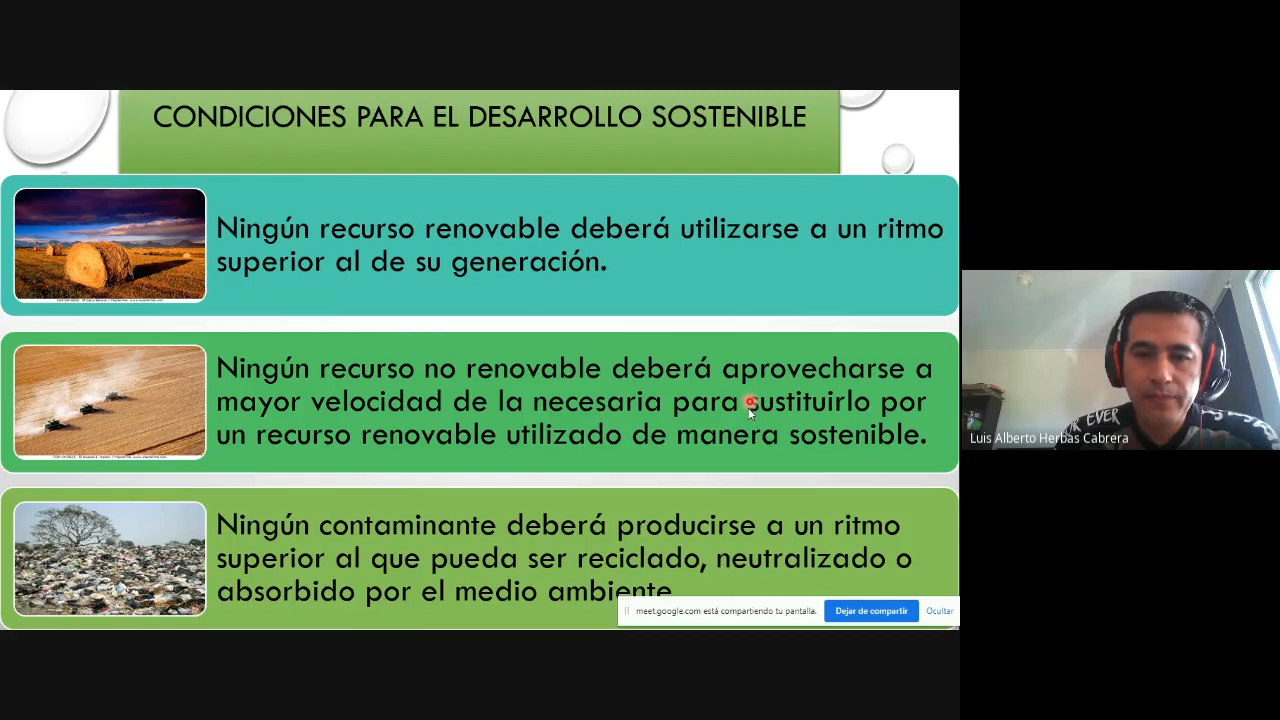 CONDICIONES PARA EL DESARROLLO SOSTENIBLE
Ningún recurso renovable deberá utilizarse a un ritmo
superior al de su generación.
Ningún recurso no renovable deberá aprovecharse a
mayor velocidad de la necesaria para sustituirlo por
un recurso renovable utilizado de manera sostenible.
Ningún contaminante deberá producirse a un ritmo
superior al que pueda ser reciclado, neutralizado o
absorbido por el medio ambiente
meet.google.com está compartiendo tu pantalla.
Dejar de compartir
Ocultar
Luis Alberto Herbas Cabrera
EVER